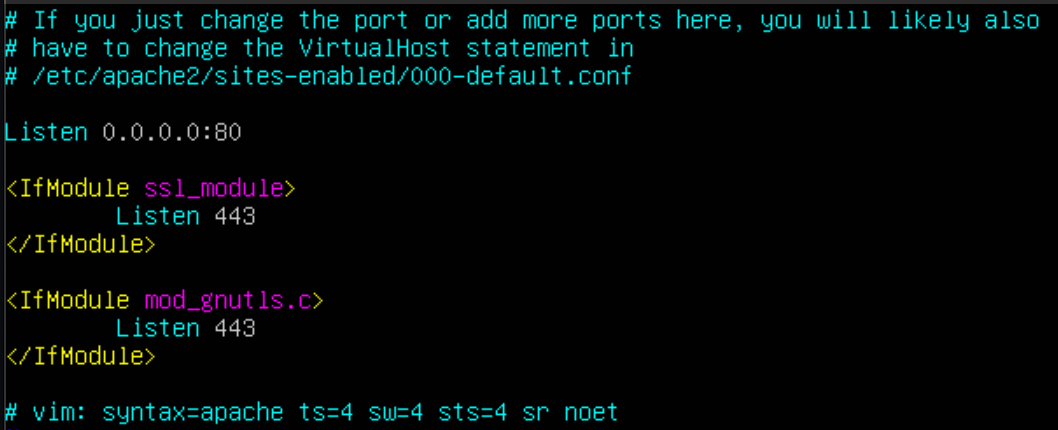 # If you just change the port or add more ports here, you will likely also
# have to change the VirtualHost statement in
# /etc/apache2/sites-enabled/000-default.conf

Listen 0.0.0.0:80

<IfModule ssl_module>
        Listen 443
</IfModule>

<IfModule mod_gnutls.c>
        Listen 443
</IfModule>

# vim: syntax=apache ts=4 sw=4 sts=4 sr noet